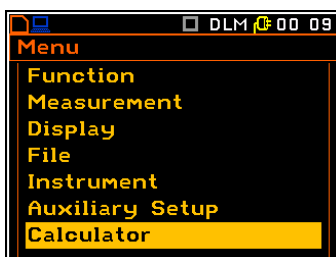 DLM 00 09
Menu
Function
Measurement
Display
File
Instrument
Auxiliary Setup
Calculator